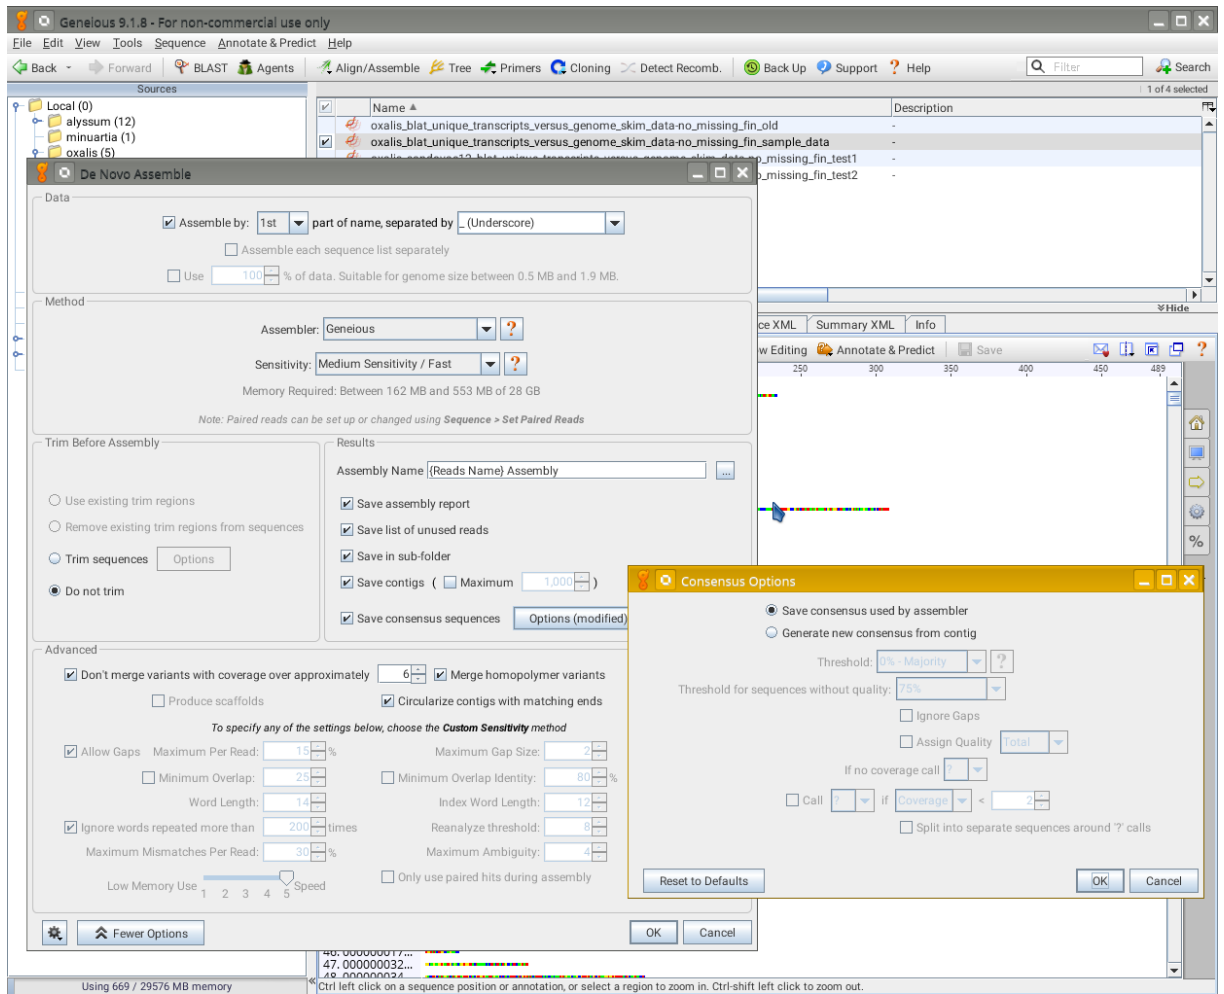 Geneious 9.1.8 - For non-commercial use only
File Edit View Tools Sequence Annotate & Predict Help
Back Forward BLAST Agents Align/Assemble Tree Primers Cloning Detect Recomb. Back Up Support ? Help Filter Search
Sources
1 of 4 selected
Local (0)
alyssum (12)
minuartia (1)
oxalis (5)
Name Description
oxalis_blat_unique_transcripts_versus_genome_skim_data-no_missing_fin_old -
oxalis_blat_unique_transcripts_versus_genome_skim_data-no_missing_fin_sample_data -
o_missing_fin_test1 -
o_missing_fin_test2 -
Hide
ce XML Summary XML Info
w Editing Annotate & Predict Save ?
250 300 350 400 450 489
%
De Novo Assemble
Data
Assemble by: 1st part of name, separated by _ (Underscore)
Assemble each sequence list separately
Use 100 % of data. Suitable for genome size between 0.5 MB and 1.9 MB.
Method
Assembler: Geneious ?
Sensitivity: Medium Sensitivity / Fast ?
Memory Required: Between 162 MB and 553 MB of 28 GB
Note: Paired reads can be set up or changed using Sequence > Set Paired Reads
Trim Before Assembly
Use existing trim regions
Remove existing trim regions from sequences
Trim sequences Options
Do not trim
Results
Assembly Name {Reads Name} Assembly ...
Save assembly report
Save list of unused reads
Save in sub-folder
Save contigs ( Maximum 1,000 )
Save consensus sequences Options (modified)
Advanced
Don't merge variants with coverage over approximately 6 Merge homopolymer variants
Produce scaffolds Circularize contigs with matching ends
To specify any of the settings below, choose the Custom Sensitivity method
Allow Gaps Maximum Per Read: 15 % Maximum Gap Size: 2
Minimum Overlap: 25 Minimum Overlap Identity: 80 %
Word Length: 14 Index Word Length: 12
Ignore words repeated more than 200 times Reanalyze threshold: 8
Maximum Mismatches Per Read: 30 % Maximum Ambiguity: 4
Low Memory Use 1 2 3 4 5 Speed Only use paired hits during assembly
Fewer Options OK Cancel
Consensus Options
Save consensus used by assembler
Generate new consensus from contig
Threshold: 0% - Majority ?
Threshold for sequences without quality: 75%
Ignore Gaps
Assign Quality Total
If no coverage call ?
Call ? if Coverage < 2
Split into separate sequences around '?' calls
Reset to Defaults OK Cancel
46. 000000017...
47. 000000032...
48. 000000034...
Using 669 / 29576 MB memory
Ctrl left click on a sequence position or annotation, or select a region to zoom in. Ctrl-shift left click to zoom out.